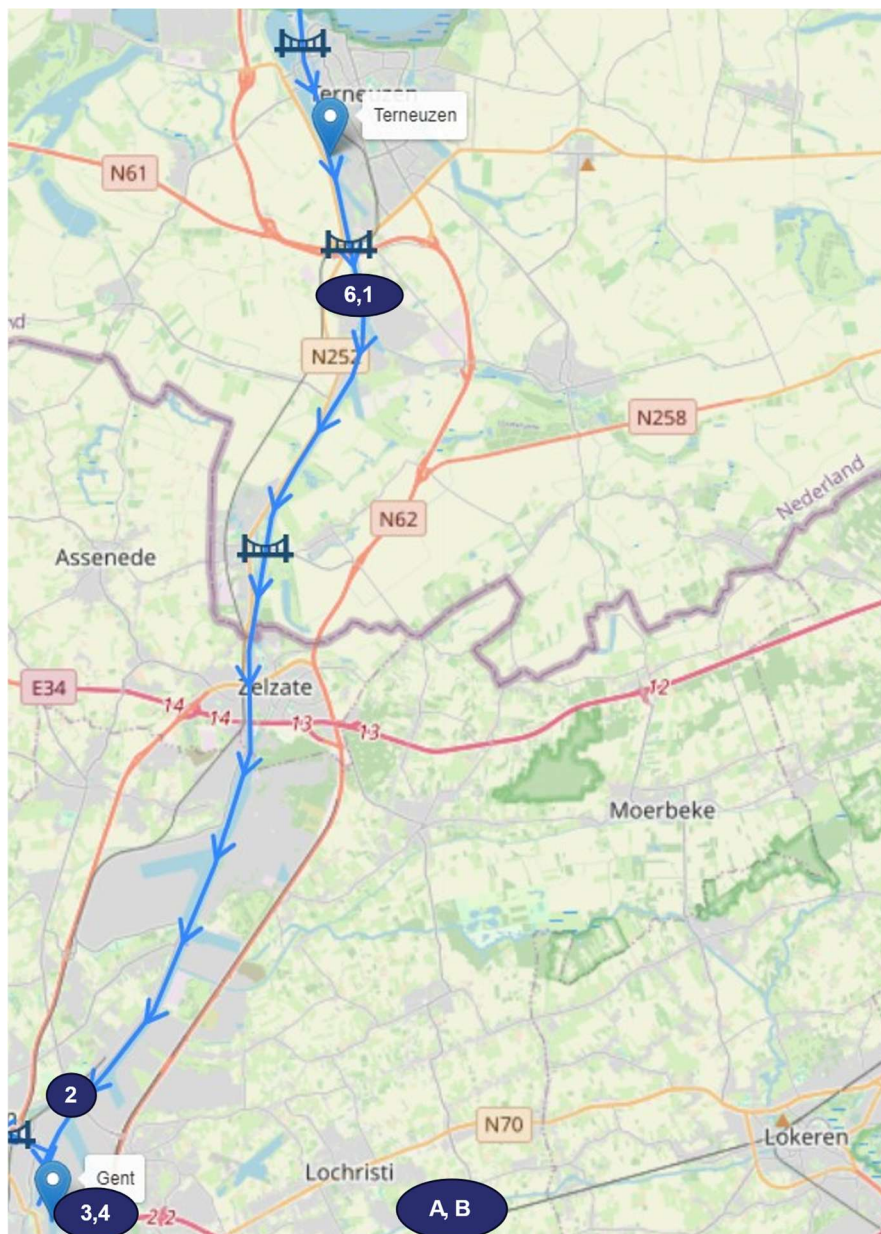 Terneuzen
Terneuzen
N61
6,1
N252
N258
N62
Nederland
Assenede
E34
14
14
Zelzate
13
13
12
Moerbeke
2
N70
Lokeren
Lochristi
Gent
3,4
A, B